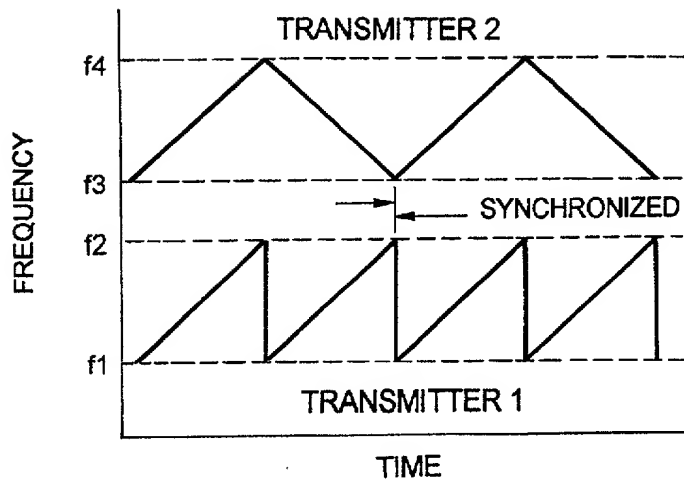 TRANSMITTER 2
f4
f3
SYNCHRONIZED
f2
f1
TRANSMITTER 1
FREQUENCY
TIME